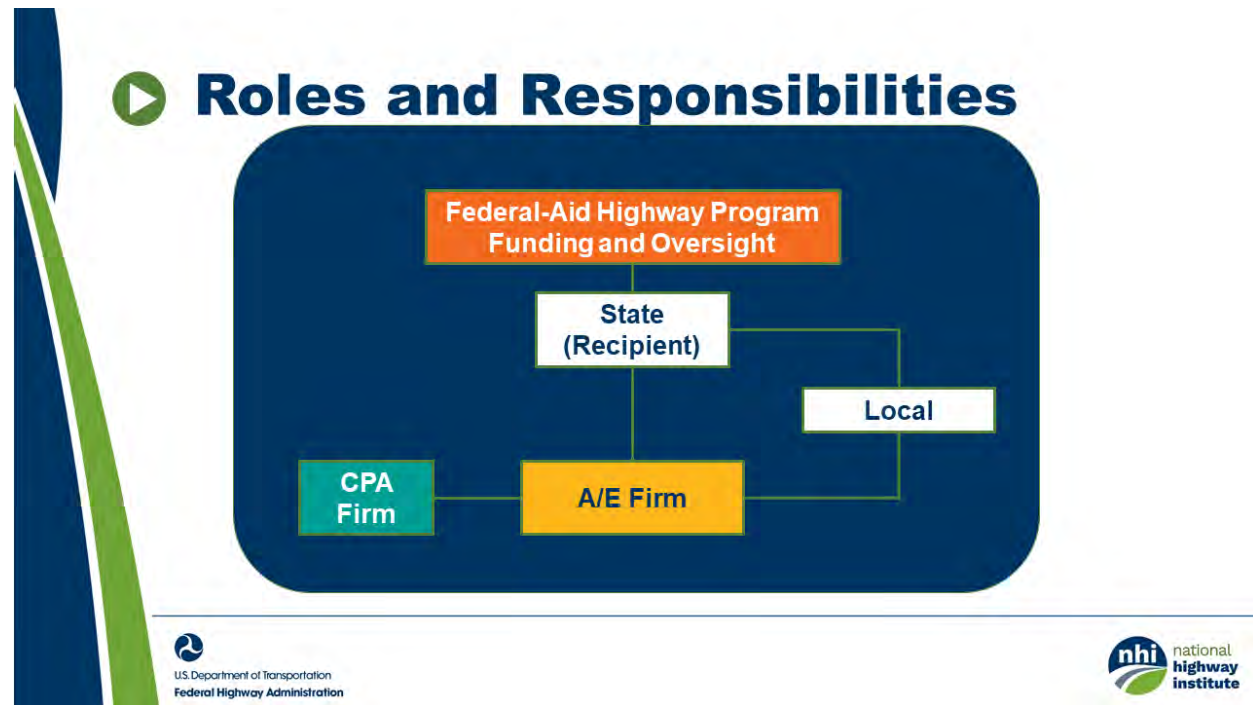 Roles and Responsibilities
Federal-Aid Highway Program
Funding and Oversight
State
(Recipient)
Local
CPA
Firm
A/E Firm
U.S. Department of Transportation
Federal Highway Administration
nhi
national
highway
institute